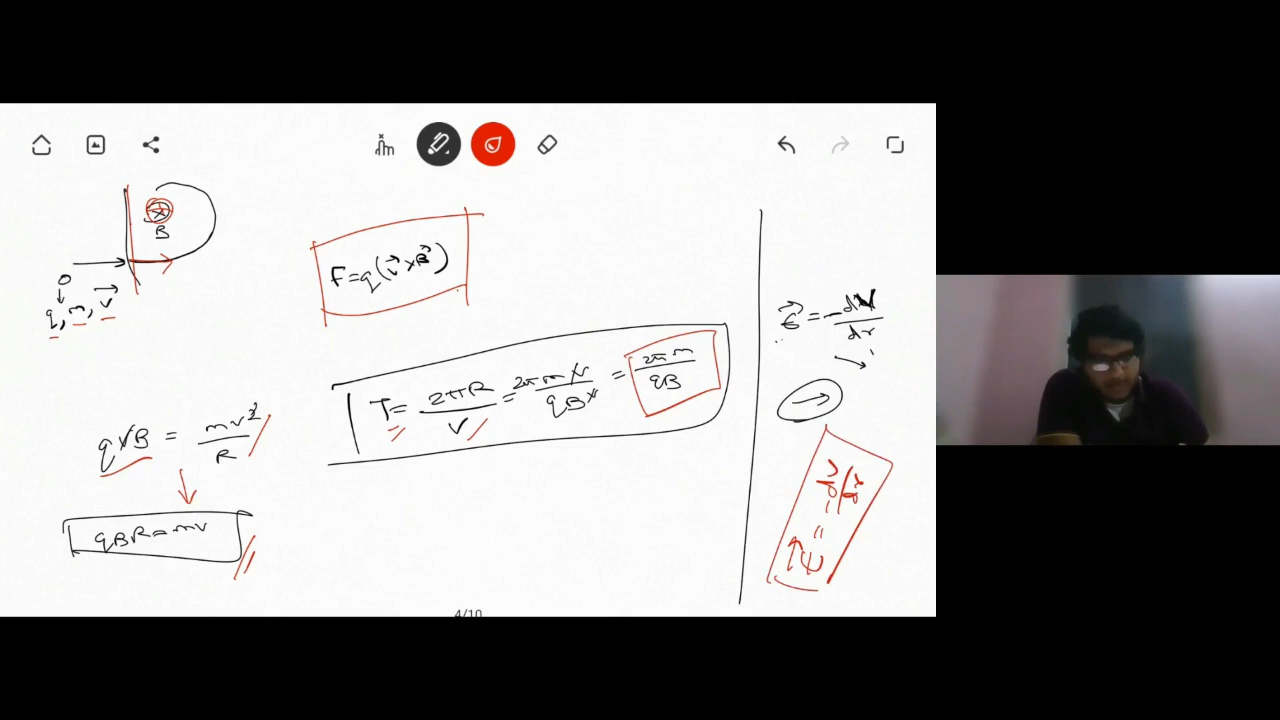 B
q, m, v⃗
F=q(v⃗×B⃗)
qvB = mv²/R
qBR=mv
T= 2πR/V = 2πmv/qBv = 2πm/qB
E⃗ = -dV/dr
4/10